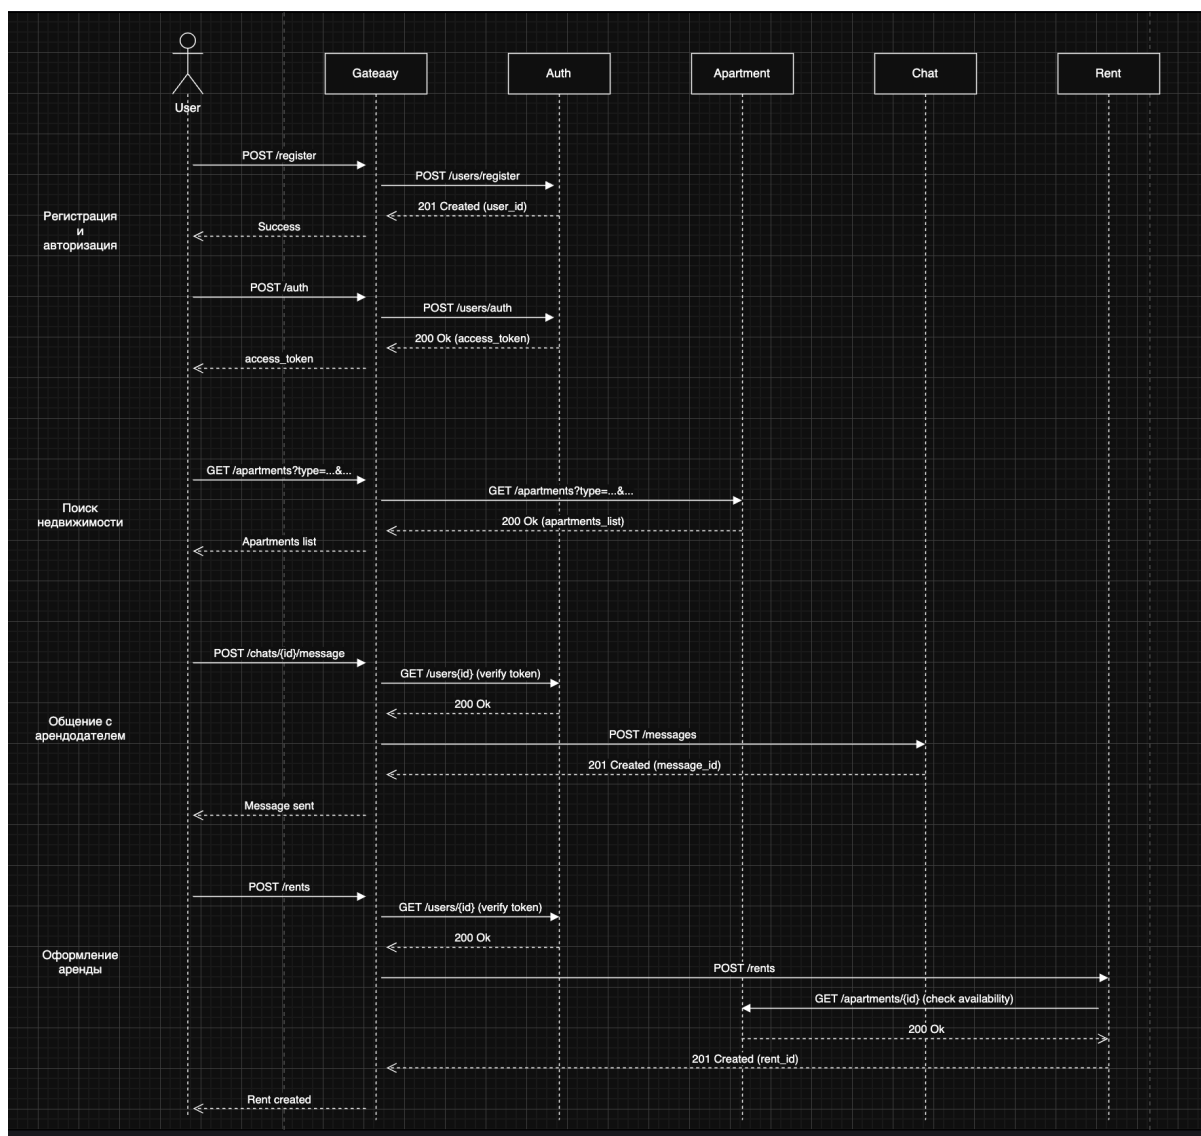 User
Gateaay
Auth
Apartment
Chat
Rent
POST /register
POST /users/register
201 Created (user_id)
Success
Регистрация
и
авторизация
POST /auth
POST /users/auth
200 Ok (access_token)
access_token
GET /apartments?type=...&...
GET /apartments?type=...&...
200 Ok (apartments_list)
Apartments list
Поиск
недвижимости
POST /chats/{id}/message
GET /users{id} (verify token)
200 Ok
POST /messages
201 Created (message_id)
Message sent
Общение с
арендодателем
POST /rents
GET /users/{id} (verify token)
200 Ok
POST /rents
GET /apartments/{id} (check availability)
200 Ok
201 Created (rent_id)
Rent created
Оформление
аренды